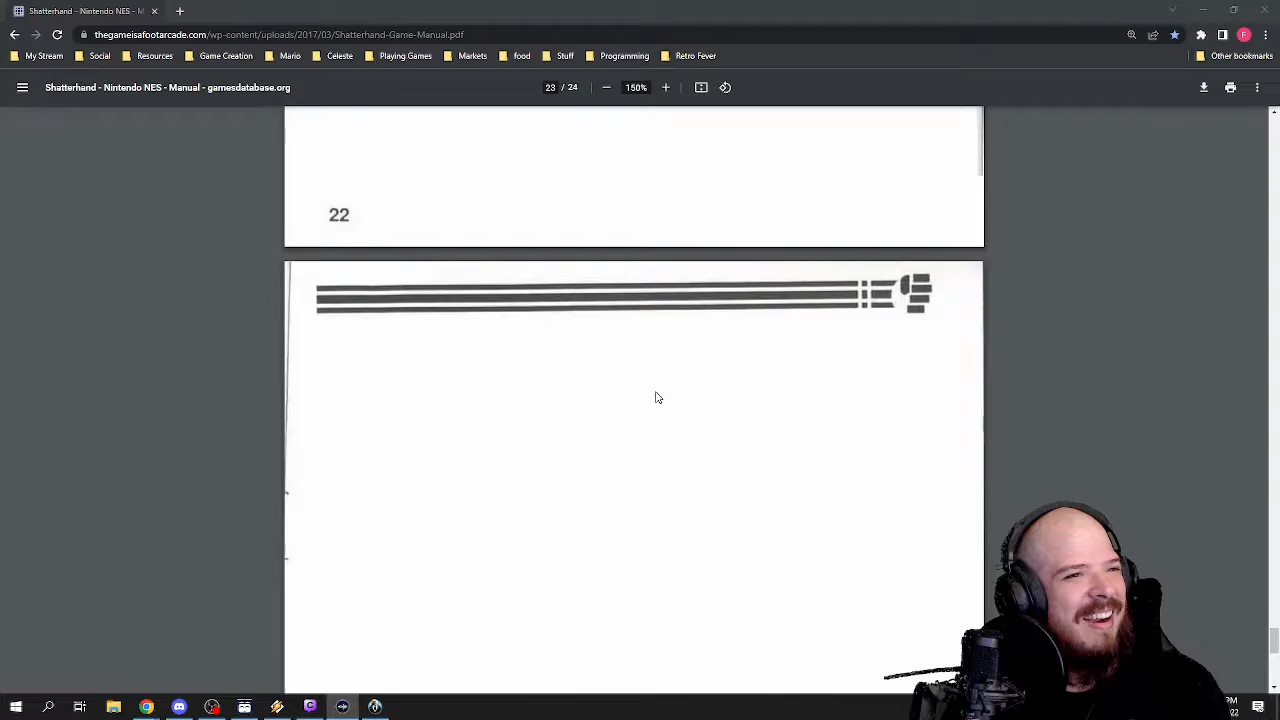 Shatterhand - Nintendo NES - M
thegameisafootarcade.com/wp-content/uploads/2017/03/Shatterhand-Game-Manual.pdf
F
My Stream Social Resources Game Creation Mario Celeste Playing Games Markets food Stuff Programming Retro Fever Other bookmarks
Shatterhand - Nintendo NES - Manual - gamesdatabase.org 23 / 24 150%
22